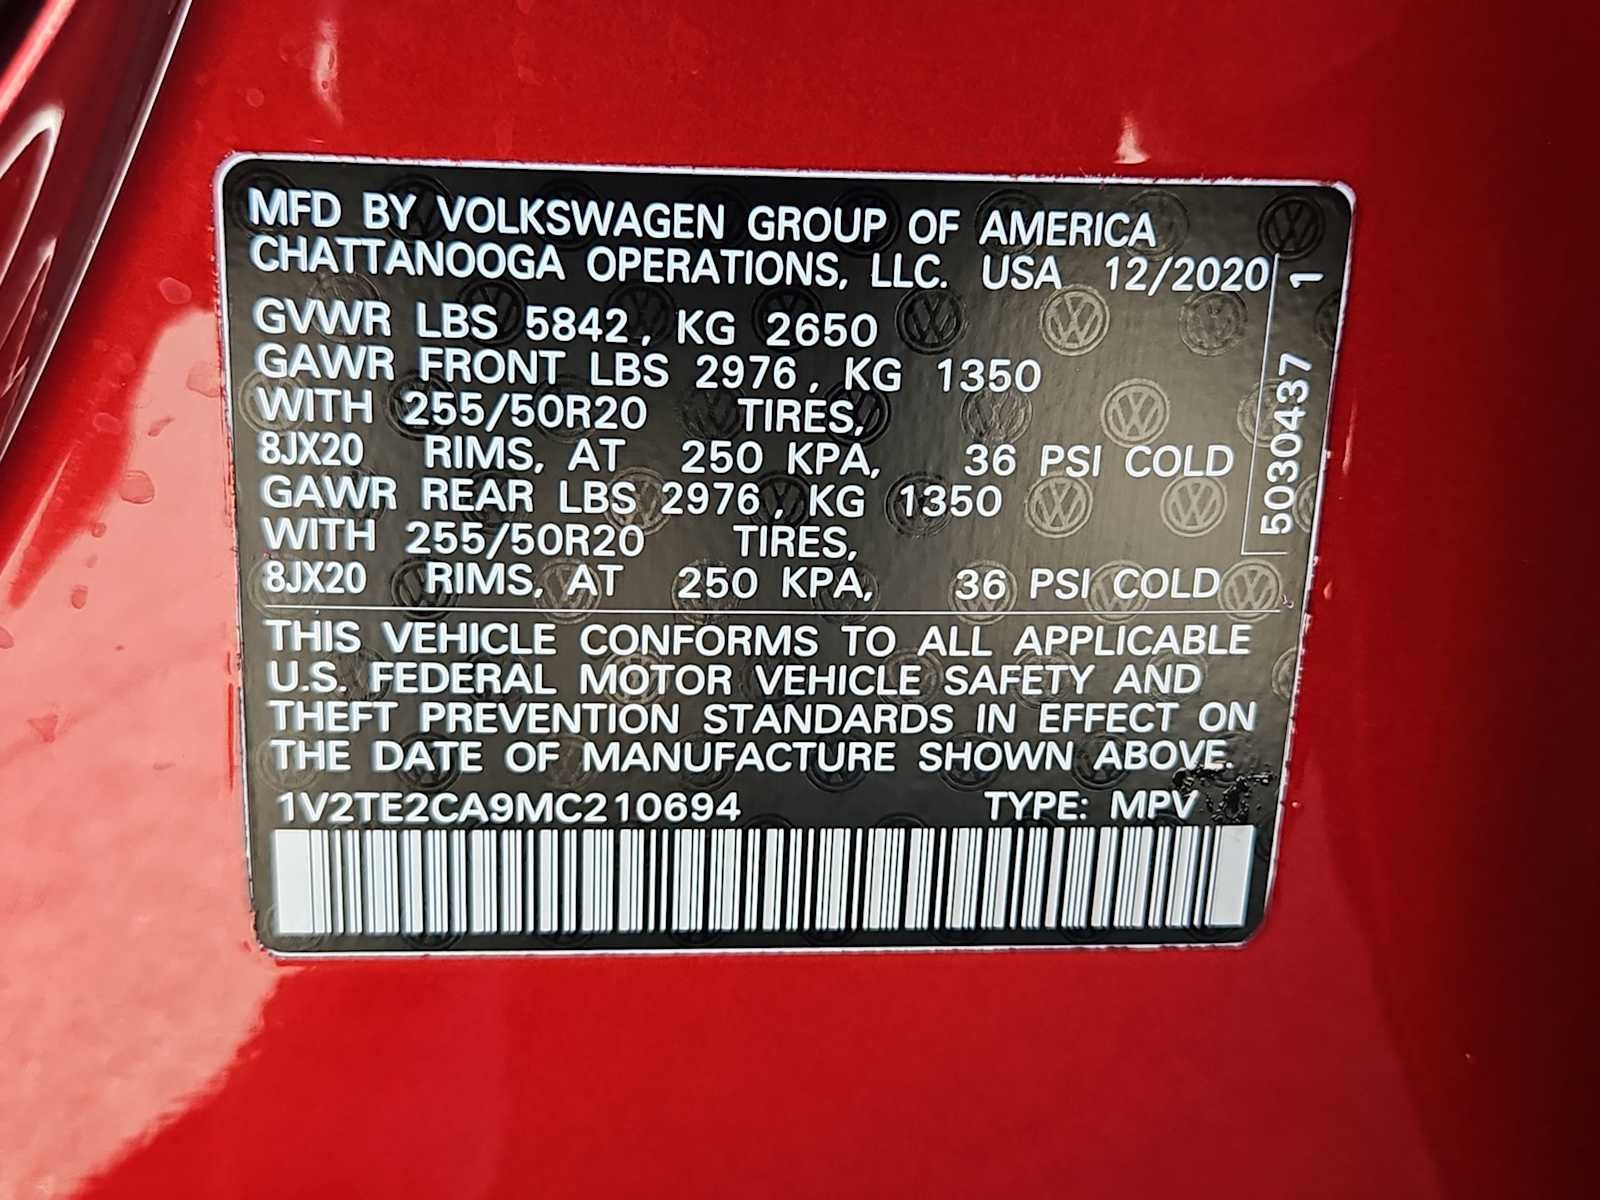 MFD BY VOLKSWAGEN GROUP OF AMERICA
CHATTANOOGA OPERATIONS, LLC. USA 12/2020
GVWR LBS 5842, KG 2650
GAWR FRONT LBS 2976, KG 1350
WITH 255/50R20 TIRES,
8JX20 RIMS, AT 250 KPA, 36 PSI COLD
GAWR REAR LBS 2976, KG 1350
WITH 255/50R20 TIRES,
8JX20 RIMS, AT 250 KPA, 36 PSI COLD
5030437 1
THIS VEHICLE CONFORMS TO ALL APPLICABLE
U.S. FEDERAL MOTOR VEHICLE SAFETY AND
THEFT PREVENTION STANDARDS IN EFFECT ON
THE DATE OF MANUFACTURE SHOWN ABOVE.
1V2TE2CA9MC210694 TYPE: MPV